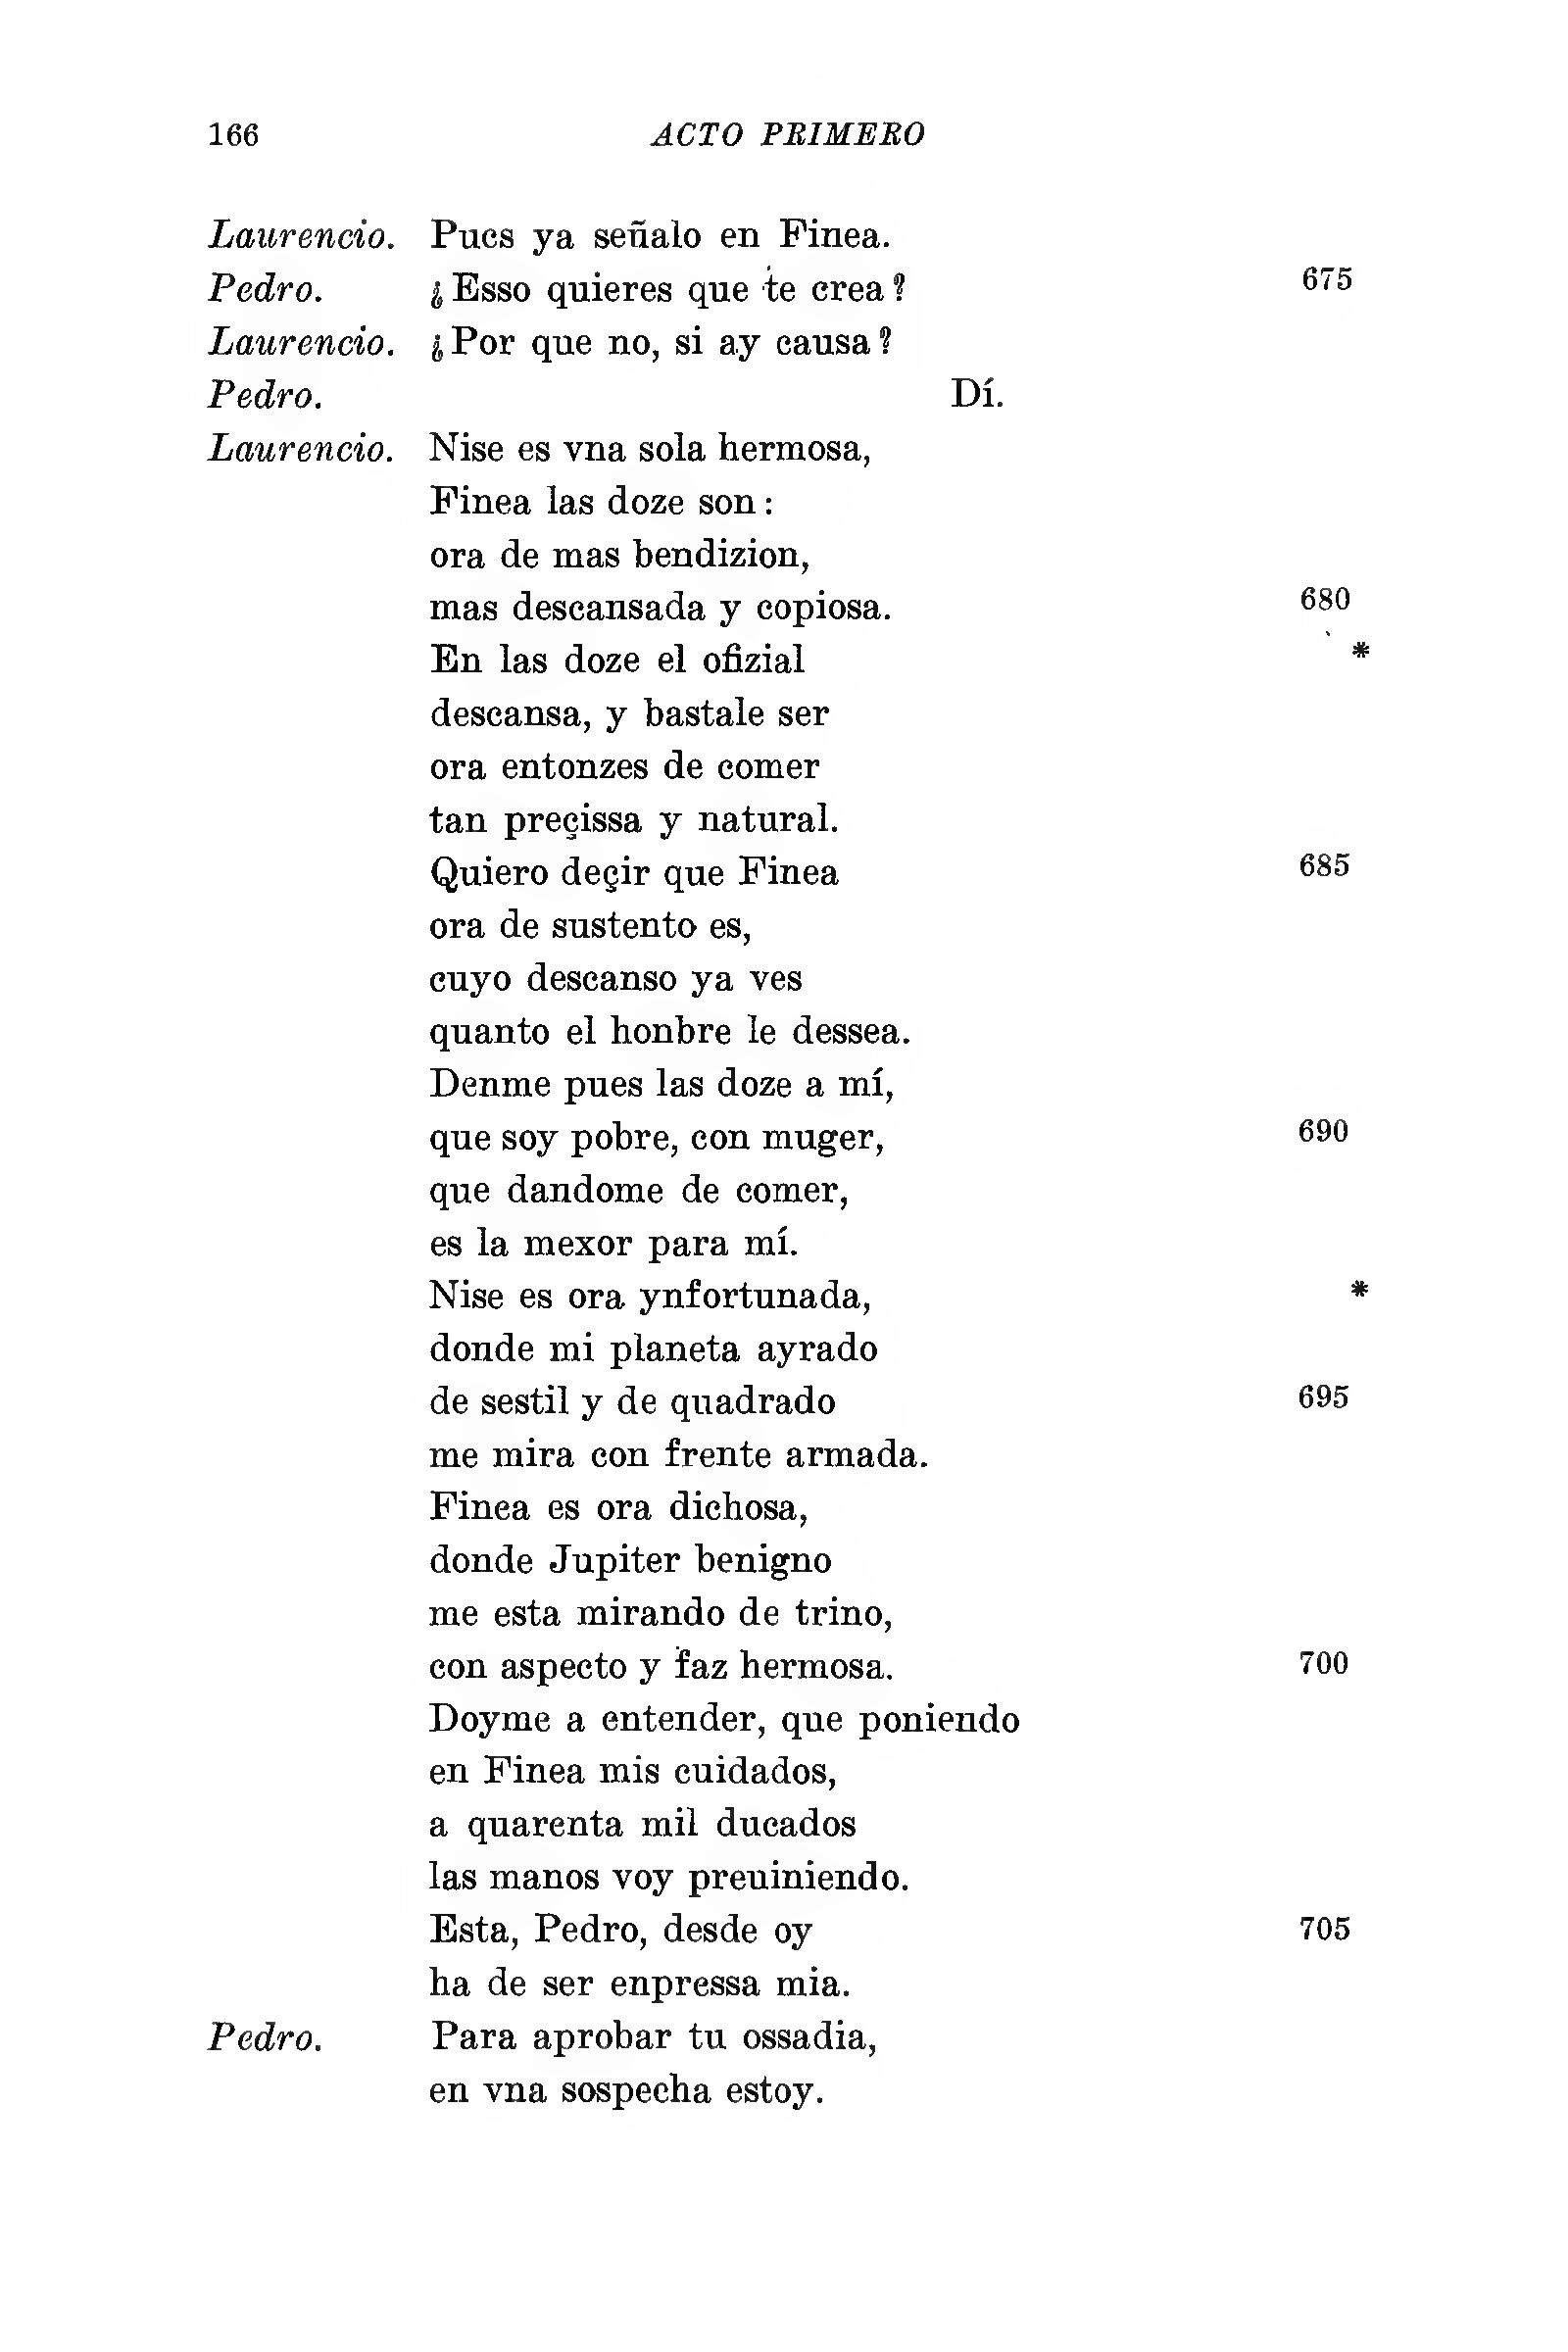 166 ACTO PRIMERO
Laurencio. Pues ya señalo en Finea.
Pedro. ¿Esso quieres que te crea? 675
Laurencio. ¿Por que no, si ay causa?
Pedro. Dí.
Laurencio. Nise es vna sola hermosa,
Finea las doze son:
ora de mas bendizion,
mas descansada y copiosa. 680
En las doze el ofizial *
descansa, y bastale ser
ora entonzes de comer
tan preçissa y natural.
Quiero deçir que Finea 685
ora de sustento es,
cuyo descanso ya ves
quanto el honbre le dessea.
Denme pues las doze a mí,
que soy pobre, con muger, 690
que dandome de comer,
es la mexor para mí.
Nise es ora ynfortunada, *
donde mi planeta ayrado
de sestil y de quadrado 695
me mira con frente armada.
Finea es ora dichosa,
donde Jupiter benigno
me esta mirando de trino,
con aspecto y faz hermosa. 700
Doyme a entender, que poniendo
en Finea mis cuidados,
a quarenta mil ducados
las manos voy preuiniendo.
Esta, Pedro, desde oy 705
ha de ser enpressa mia.
Pedro. Para aprobar tu ossadia,
en vna sospecha estoy.